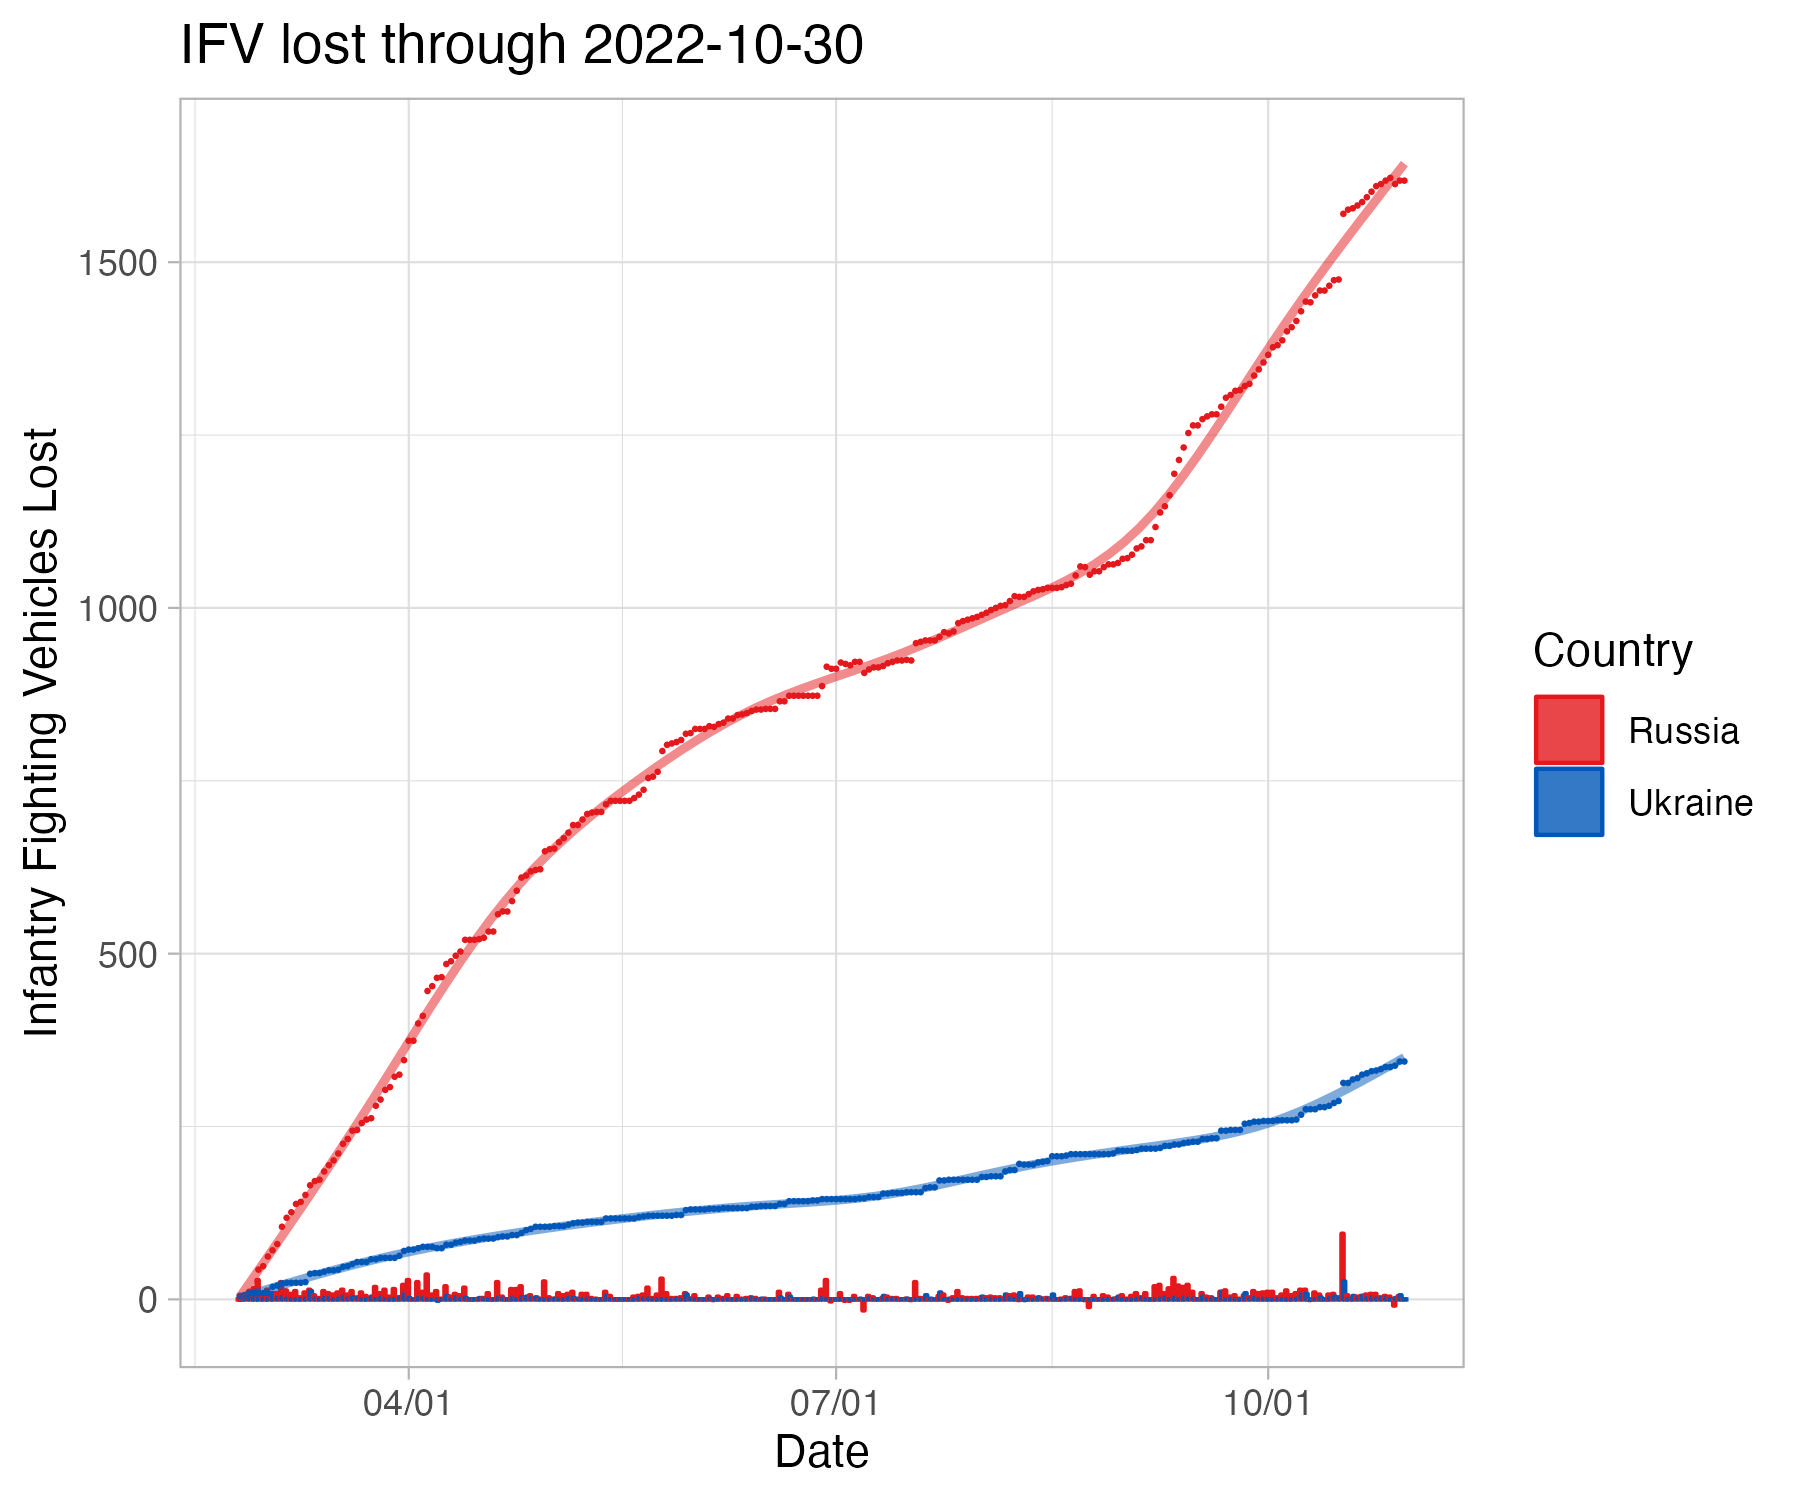 IFV lost through 2022-10-30
Infantry Fighting Vehicles Lost
1500
1000
500
0
04/01
07/01
10/01
Date
Country
Russia
Ukraine